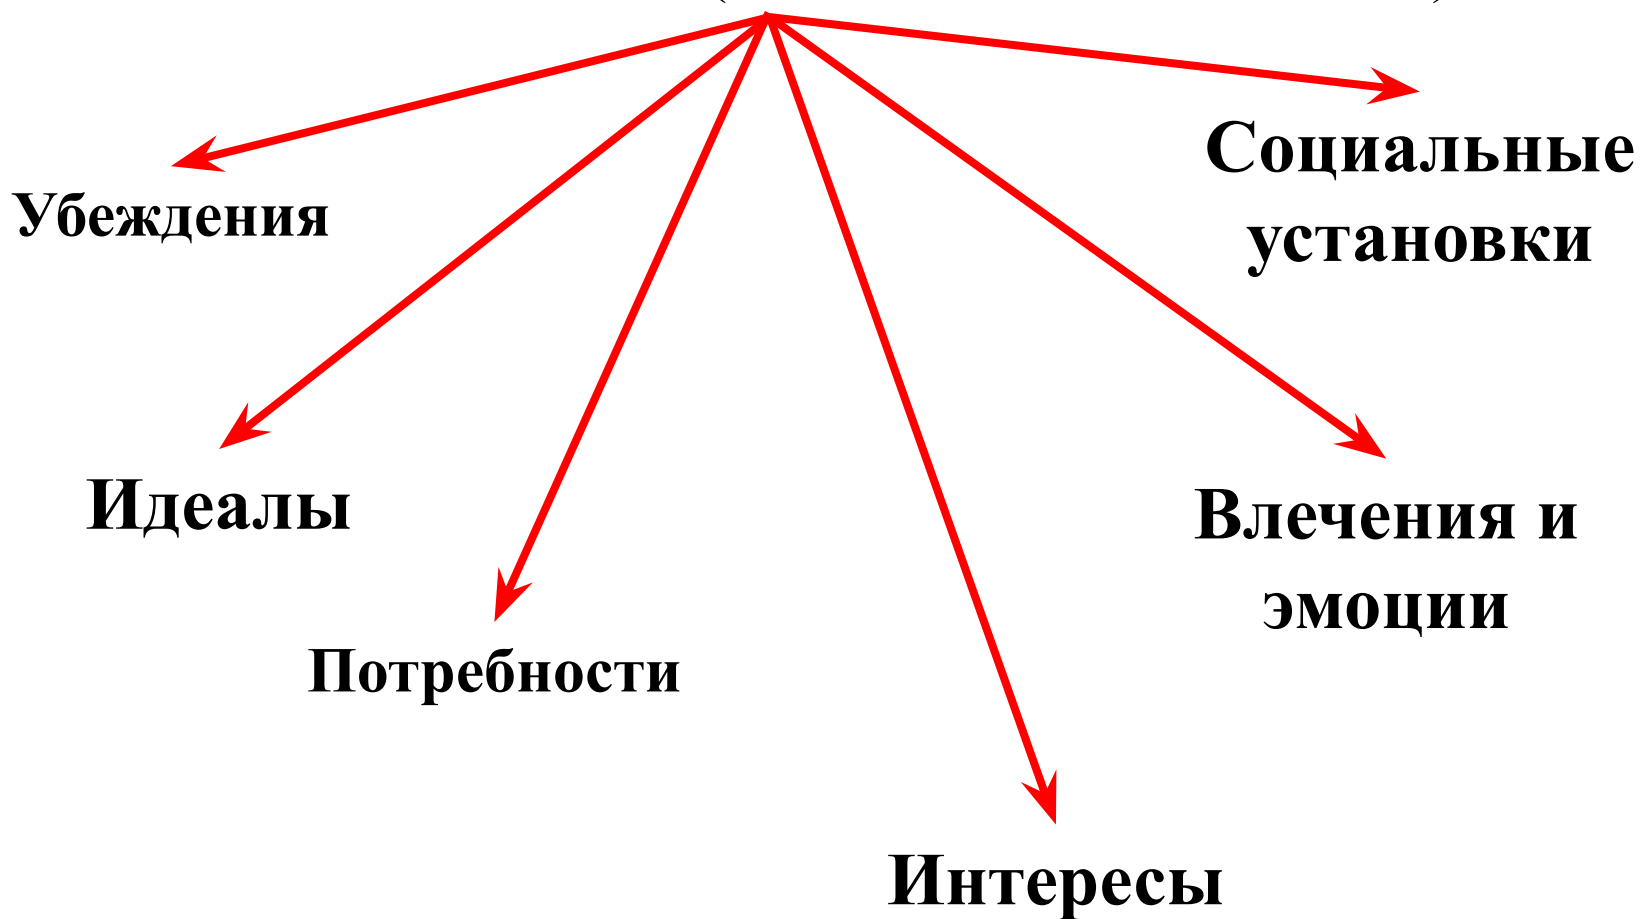 Социальные
установки
Убеждения
Идеалы
Влечения и
эмоции
Потребности
Интересы